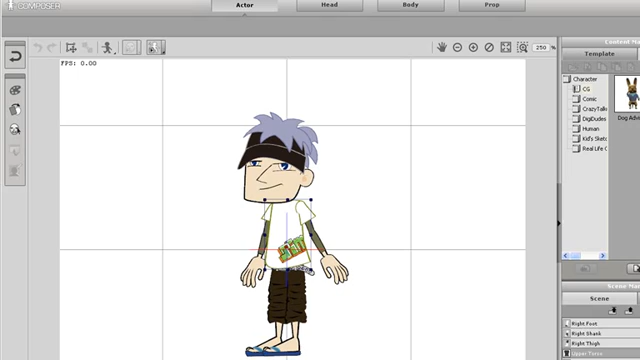 COMPOSER
Actor
Head
Body
Prop
250 %
Content Ma
Template
FPS: 0.00
Character
CG
Comic
CrazyTalk
DigiDudes
Human
Kid's Sketc
Real Life C
Dog Advi
Scene Ma
Scene
Right Foot
Right Shank
Right Thigh
Upper Torso